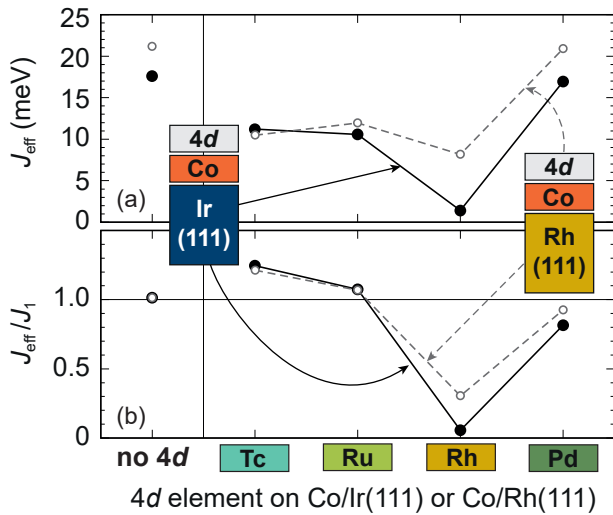 25
20
15
10
5
0
J_eff (meV)
(a)
4d
Co
Ir
(111)
4d
Co
Rh
(111)
1.0
0.5
0
J_eff/J_1
(b)
no 4d
Tc
Ru
Rh
Pd
4d element on Co/Ir(111) or Co/Rh(111)